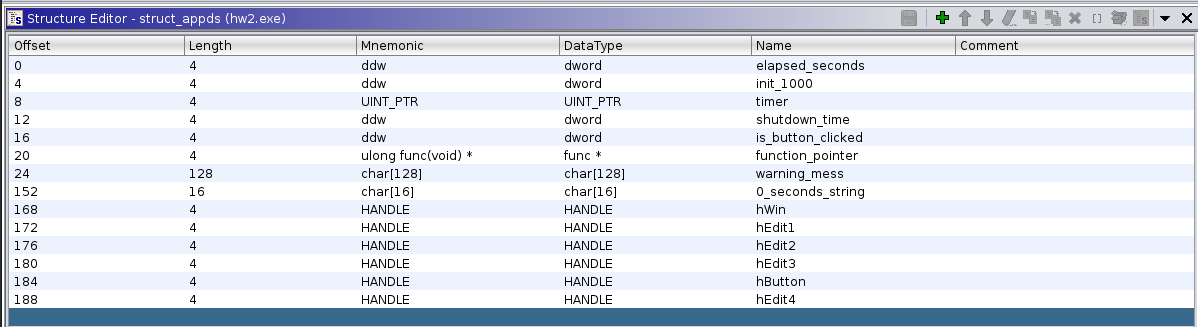 Structure Editor - struct_appds (hw2.exe)
Offset Length Mnemonic DataType Name Comment
0 4 ddw dword elapsed_seconds
4 4 ddw dword init_1000
8 4 UINT_PTR UINT_PTR timer
12 4 ddw dword shutdown_time
16 4 ddw dword is_button_clicked
20 4 ulong func(void) * func * function_pointer
24 128 char[128] char[128] warning_mess
152 16 char[16] char[16] 0_seconds_string
168 4 HANDLE HANDLE hWin
172 4 HANDLE HANDLE hEdit1
176 4 HANDLE HANDLE hEdit2
180 4 HANDLE HANDLE hEdit3
184 4 HANDLE HANDLE hButton
188 4 HANDLE HANDLE hEdit4